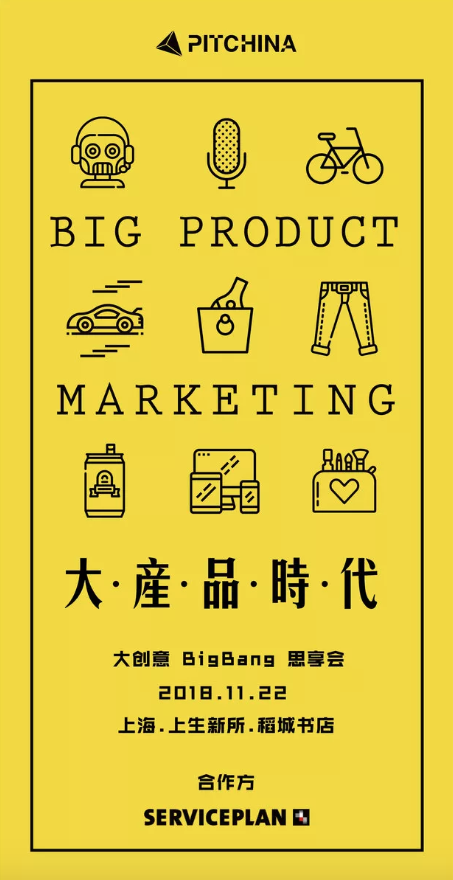 PITCHINA
BIG PRODUCT
MARKETING
大·産·品·時·代
大创意 BigBang 思享会
2018.11.22
上海.上生新所.稻城书店
合作方
SERVICEPLAN